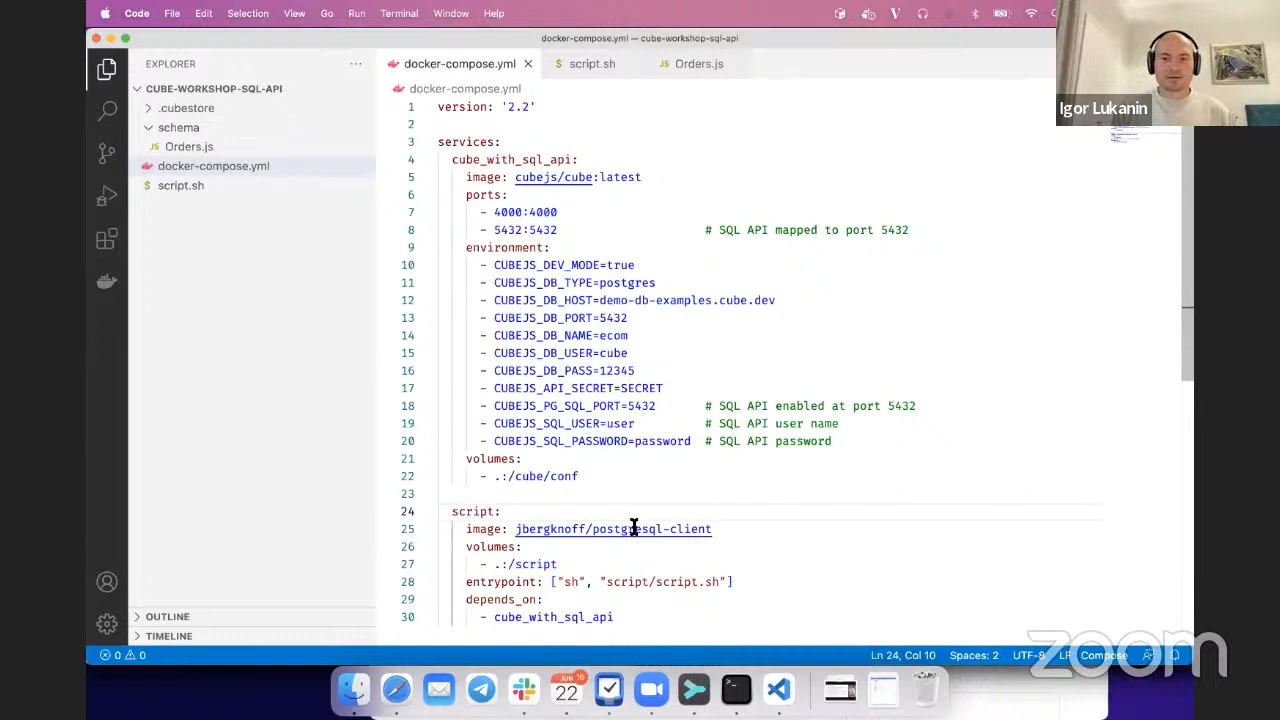 Code File Edit Selection View Go Run Terminal Window Help
docker-compose.yml — cube-workshop-sql-api
EXPLORER
docker-compose.yml
script.sh
JS Orders.js
Igor Lukanin
CUBE-WORKSHOP-SQL-API
.cubestore
schema
JS Orders.js
docker-compose.yml
$ script.sh
OUTLINE
TIMELINE
docker-compose.yml
1 version: '2.2'
2
3 services:
4 cube_with_sql_api:
5 image: cubejs/cube:latest
6 ports:
7 - 4000:4000
8 - 5432:5432 # SQL API mapped to port 5432
9 environment:
10 - CUBEJS_DEV_MODE=true
11 - CUBEJS_DB_TYPE=postgres
12 - CUBEJS_DB_HOST=demo-db-examples.cube.dev
13 - CUBEJS_DB_PORT=5432
14 - CUBEJS_DB_NAME=ecom
15 - CUBEJS_DB_USER=cube
16 - CUBEJS_DB_PASS=12345
17 - CUBEJS_API_SECRET=SECRET
18 - CUBEJS_PG_SQL_PORT=5432 # SQL API enabled at port 5432
19 - CUBEJS_SQL_USER=user # SQL API user name
20 - CUBEJS_SQL_PASSWORD=password # SQL API password
21 volumes:
22 - .:/cube/conf
23
24 script:
25 image: jbergknoff/postgresql-client
26 volumes:
27 - .:/script
28 entrypoint: ["sh", "script/script.sh"]
29 depends_on:
30 - cube_with_sql_api
0 0
Ln 24, Col 10 Spaces: 2 UTF-8 LF Compose
zoom
JUN 16
22